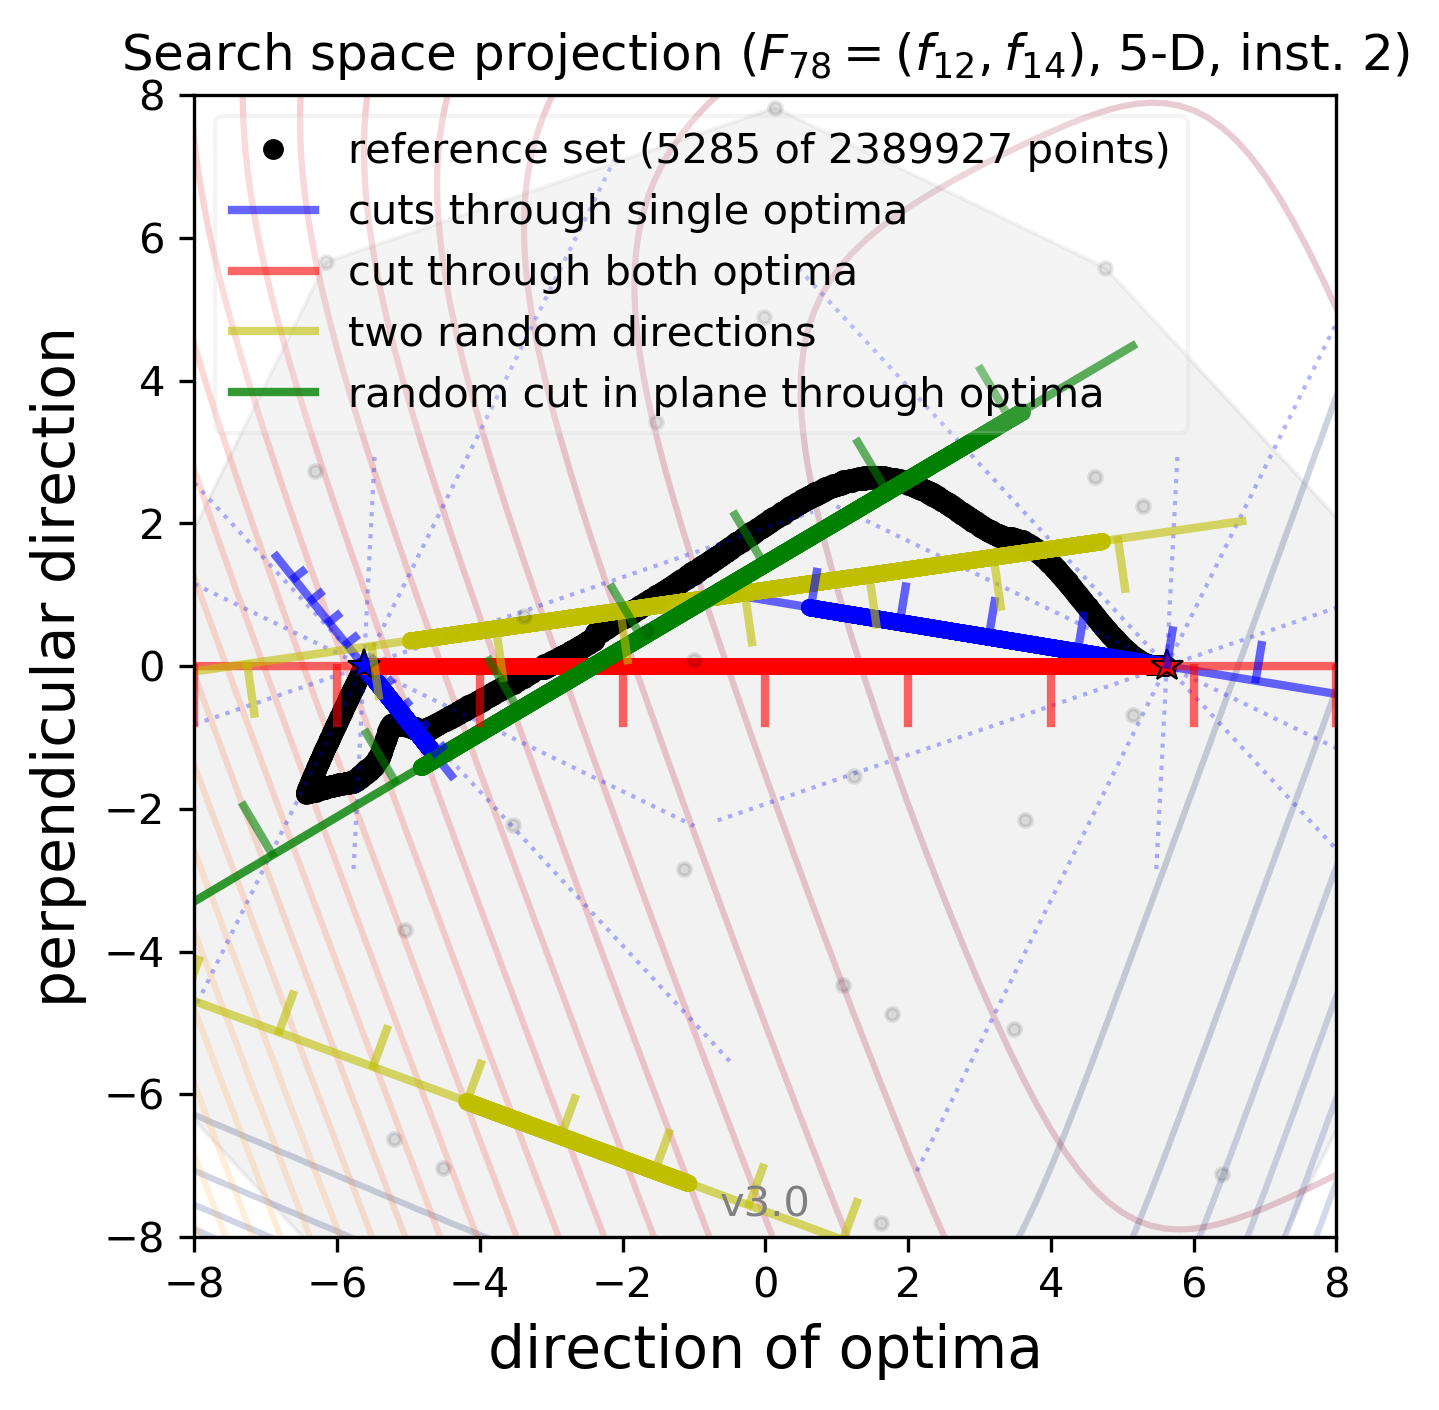 Search space projection (F₇₈ = (f₁₂, f₁₄), 5-D, inst. 2)
reference set (5285 of 2389927 points)
cuts through single optima
cut through both optima
two random directions
random cut in plane through optima
perpendicular direction
8
6
4
2
0
−2
−4
−6
−8
v3.0
−8 −6 −4 −2 0 2 4 6 8
direction of optima